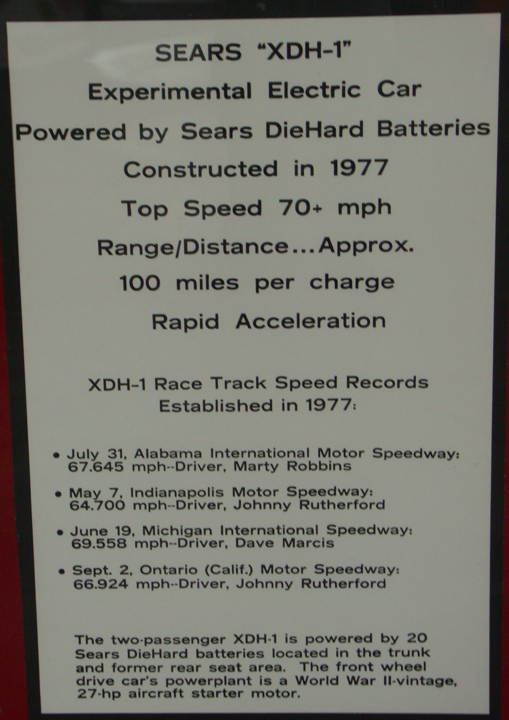 SEARS “XDH-1”
Experimental Electric Car
Powered by Sears DieHard Batteries
Constructed in 1977
Top Speed 70+ mph
Range/Distance...Approx.
100 miles per charge
Rapid Acceleration
XDH-1 Race Track Speed Records
Established in 1977:
• July 31, Alabama International Motor Speedway:
67.645 mph--Driver, Marty Robbins
• May 7, Indianapolis Motor Speedway:
64.700 mph--Driver, Johnny Rutherford
• June 19, Michigan International Speedway:
69.558 mph--Driver, Dave Marcis
• Sept. 2, Ontario (Calif.) Motor Speedway:
66.924 mph--Driver, Johnny Rutherford
The two-passenger XDH-1 is powered by 20
Sears DieHard batteries located in the trunk
and former rear seat area. The front wheel
drive car's powerplant is a World War II-vintage,
27-hp aircraft starter motor.